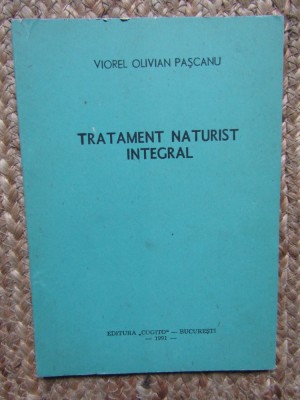 VIOREL OLIVIAN PAȘCANU
TRATAMENT NATURIST
INTEGRAL
EDITURA „COGITO” — BUCUREȘTI
— 1991 —